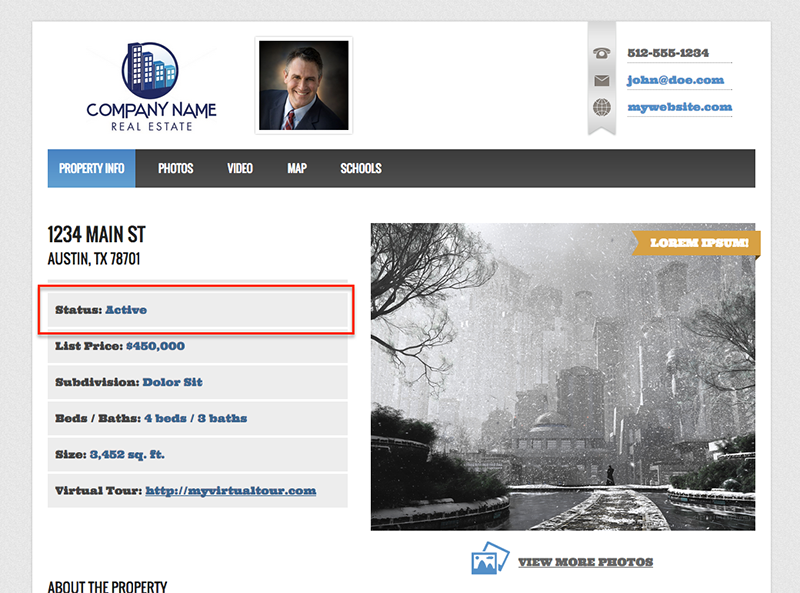 COMPANY NAME
REAL ESTATE
512-555-1234
john@doe.com
mywebsite.com
PROPERTY INFO PHOTOS VIDEO MAP SCHOOLS
1234 MAIN ST
AUSTIN, TX 78701
LOREM IPSUM!
Status: Active
List Price: $450,000
Subdivision: Dolor Sit
Beds / Baths: 4 beds / 3 baths
Size: 3,452 sq. ft.
Virtual Tour: http://myvirtualtour.com
VIEW MORE PHOTOS
ABOUT THE PROPERTY